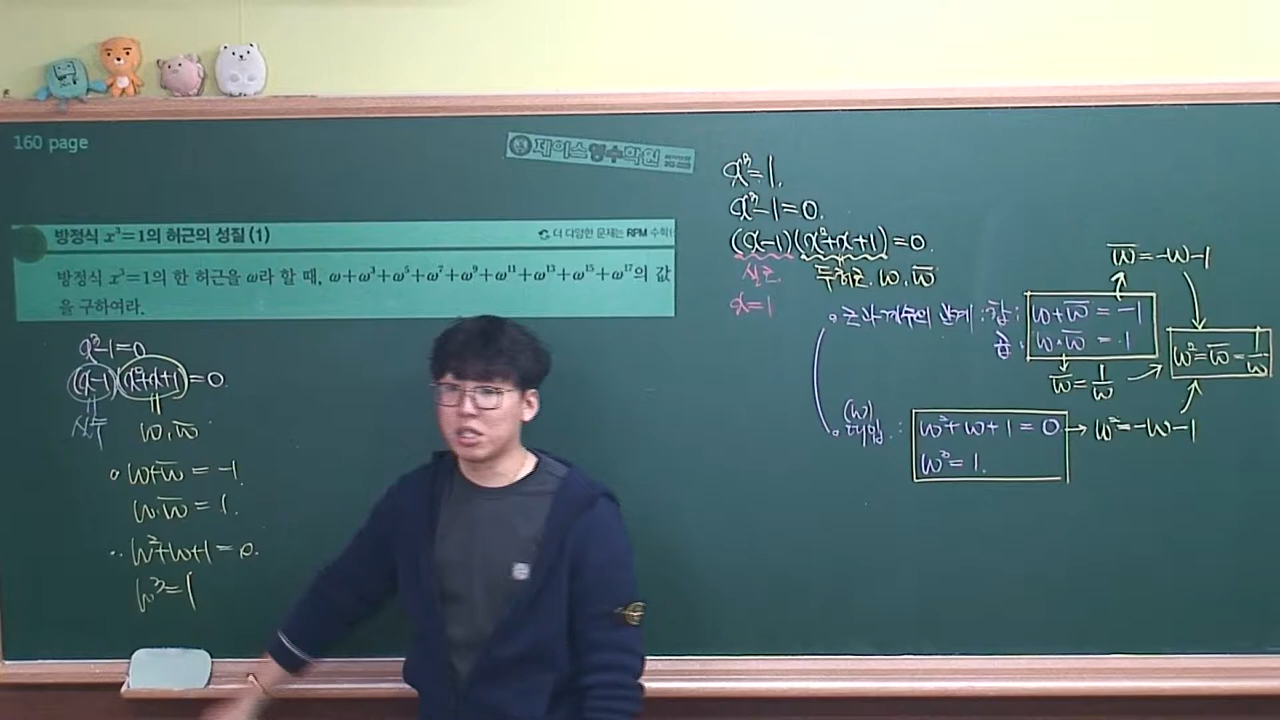 160 page
제이스영수학원
방정식 x³=1의 허근의 성질 (1)
더 다양한 문제는 RPM 수학(
방정식 x³=1의 한 허근을 ω라 할 때, ω+ω³+ω⁵+ω⁷+ω⁹+ω¹¹+ω¹³+ω¹⁵+ω¹⁷의 값
을 구하여라.
x³-1=0
(x-1)(x²+x+1)=0.
ω, ω̅
ω+ω̅ = -1.
ω·ω̅ = 1.
ω²+ω+1=0.
ω³=1
x³=1.
x³-1=0.
(x-1)(x²+x+1)=0.
실근.
두허근. ω, ω̅
x=1
근과 계수의 관계 : 합 : ω+ω̅ = -1
곱 : ω·ω̅ = 1
ω̅ = -ω-1
ω̅ = 1/ω
ω² = ω̅ = 1/ω
(ω) 대입 : ω²+ω+1=0 → ω²=-ω-1
ω³=1.